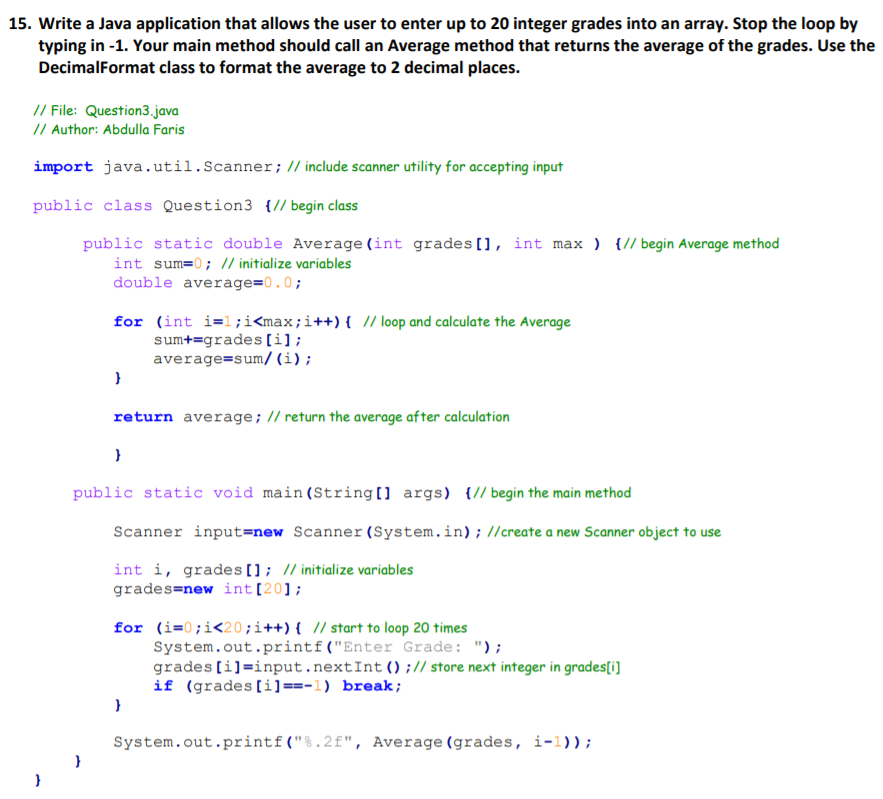 15. Write a Java application that allows the user to enter up to 20 integer grades into an array. Stop the loop by
typing in -1. Your main method should call an Average method that returns the average of the grades. Use the
DecimalFormat class to format the average to 2 decimal places.
// File: Question3.java
// Author: Abdulla Faris
import java.util.Scanner; // include scanner utility for accepting input
public class Question3 {// begin class
public static double Average(int grades[], int max ) {// begin Average method
int sum=0; // initialize variables
double average=0.0;
for (int i=1;i<max;i++){ // loop and calculate the Average
sum+=grades[i];
average=sum/(i);
}
return average; // return the average after calculation
}
public static void main(String[] args) {// begin the main method
Scanner input=new Scanner(System.in); //create a new Scanner object to use
int i, grades[]; // initialize variables
grades=new int[20];
for (i=0;i<20;i++){ // start to loop 20 times
System.out.printf("Enter Grade: ");
grades[i]=input.nextInt();// store next integer in grades[i]
if (grades[i]==-1) break;
}
System.out.printf("%.2f", Average(grades, i-1));
}
}